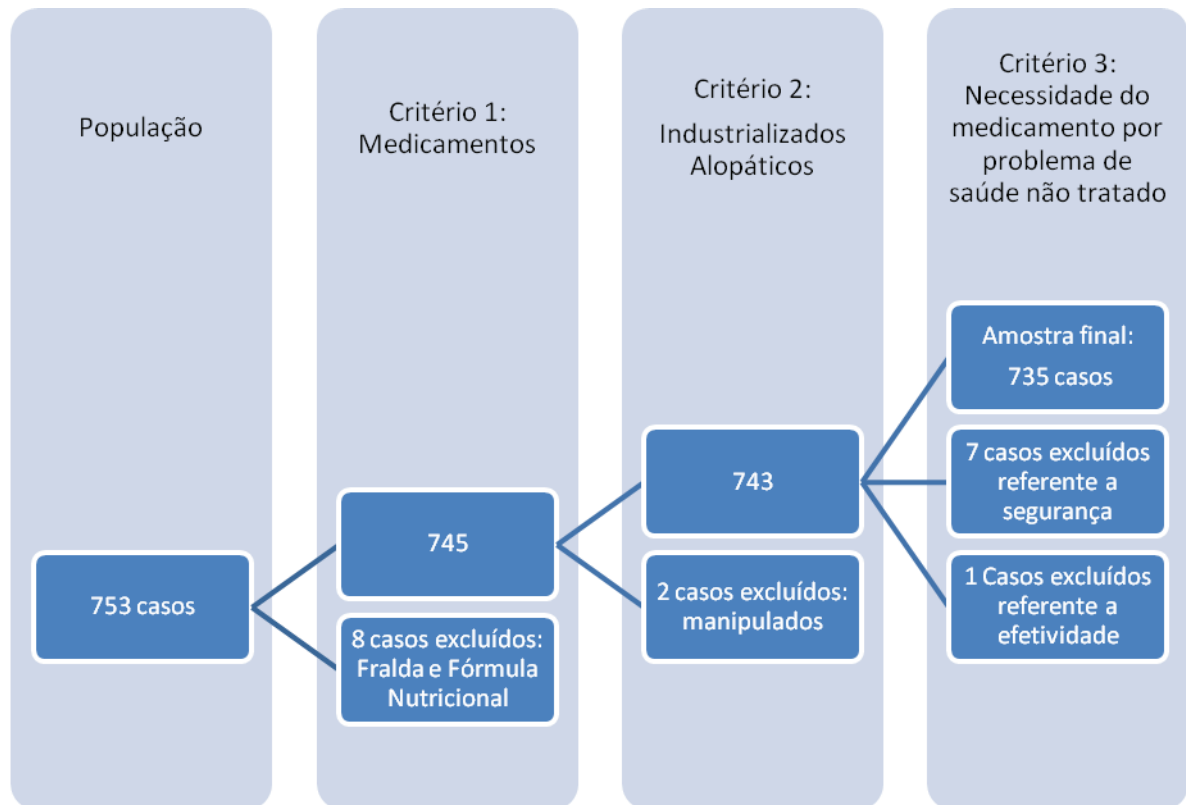 População
Critério 1:
Medicamentos
Critério 2:
Industrializados
Alopáticos
Critério 3:
Necessidade do
medicamento por
problema de
saúde não tratado
753 casos
745
8 casos excluídos:
Fralda e Fórmula
Nutricional
743
2 casos excluídos:
manipulados
Amostra final:
735 casos
7 casos excluídos
referente a
segurança
1 Casos excluídos
referente a
efetividade